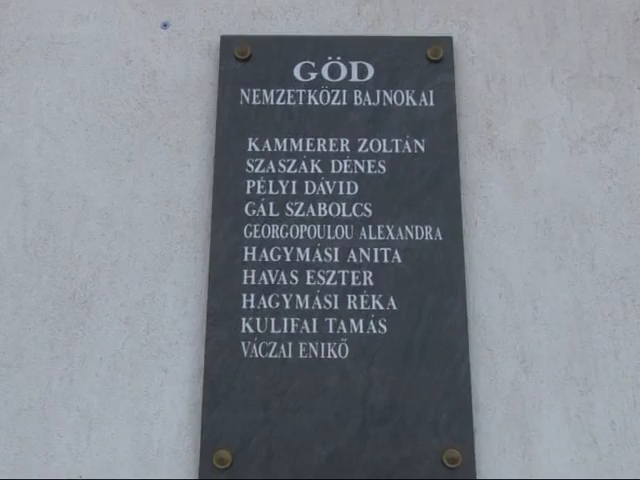 GÖD
NEMZETKÖZI BAJNOKAI
KAMMERER ZOLTÁN
SZASZÁK DÉNES
PÉLYI DÁVID
GÁL SZABOLCS
GEORGOPOULOU ALEXANDRA
HAGYMÁSI ANITA
HAVAS ESZTER
HAGYMÁSI RÉKA
KULIFAI TAMÁS
VÁCZAI ENIKŐ